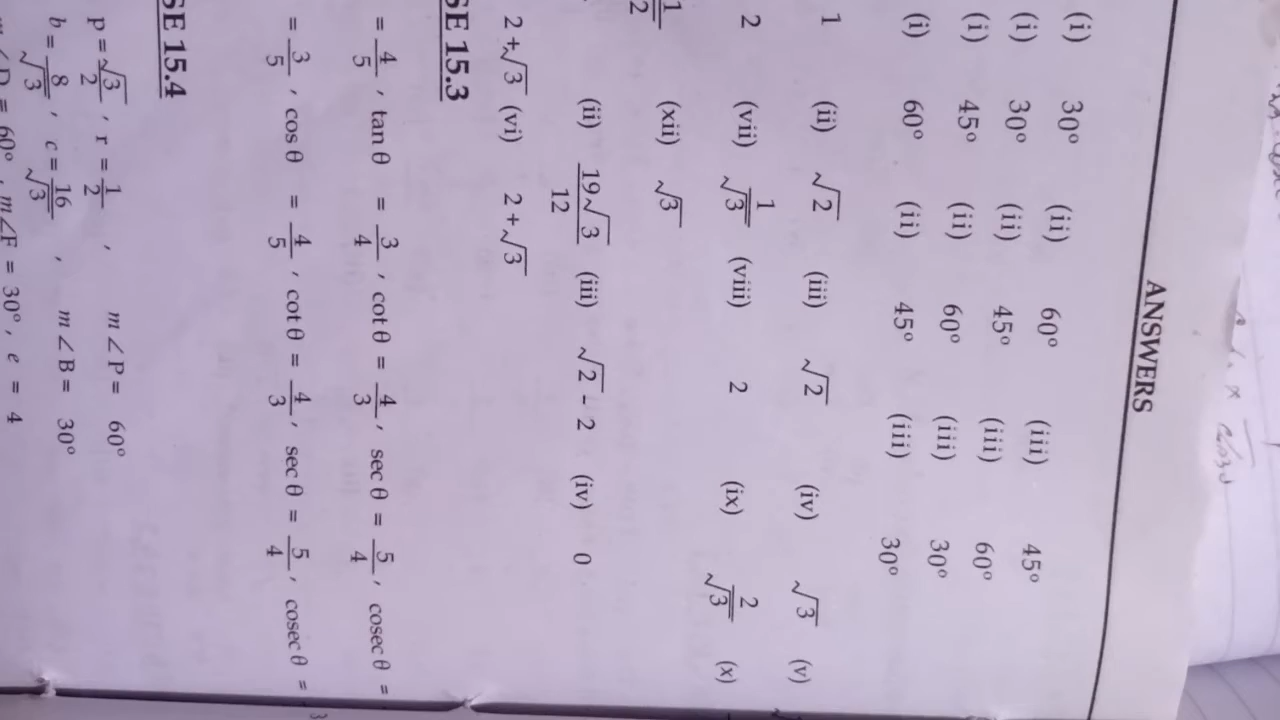 ANSWERS
(i) 30° (ii) 60° (iii) 45°
(i) 30° (ii) 45° (iii) 60°
(i) 45° (ii) 60° (iii) 30°
(i) 60° (ii) 45° (iii) 30°
1 (ii) √2 (iii) √2 (iv) √3 (v)
2 (vii) 1/√3 (viii) 2 (ix) 2/√3 (x)
(xii) √3
(ii) 19√3/12 (iii) √2 - 2 (iv) 0
2 + √3 (vi) 2 + √3
SE 15.3
= 4/5 , tan θ = 3/4 , cot θ = 4/3 , sec θ = 5/4 , cosec θ =
= 3/5 , cos θ = 4/5 , cot θ = 4/3 , sec θ = 5/4 , cosec θ =
SE 15.4
p = √3/2 , r = 1/2 , m ∠P = 60°
b = 8/√3 , c = 16/√3 , m ∠B = 30°
m ∠D = 60° , m∠F = 30° , e = 4